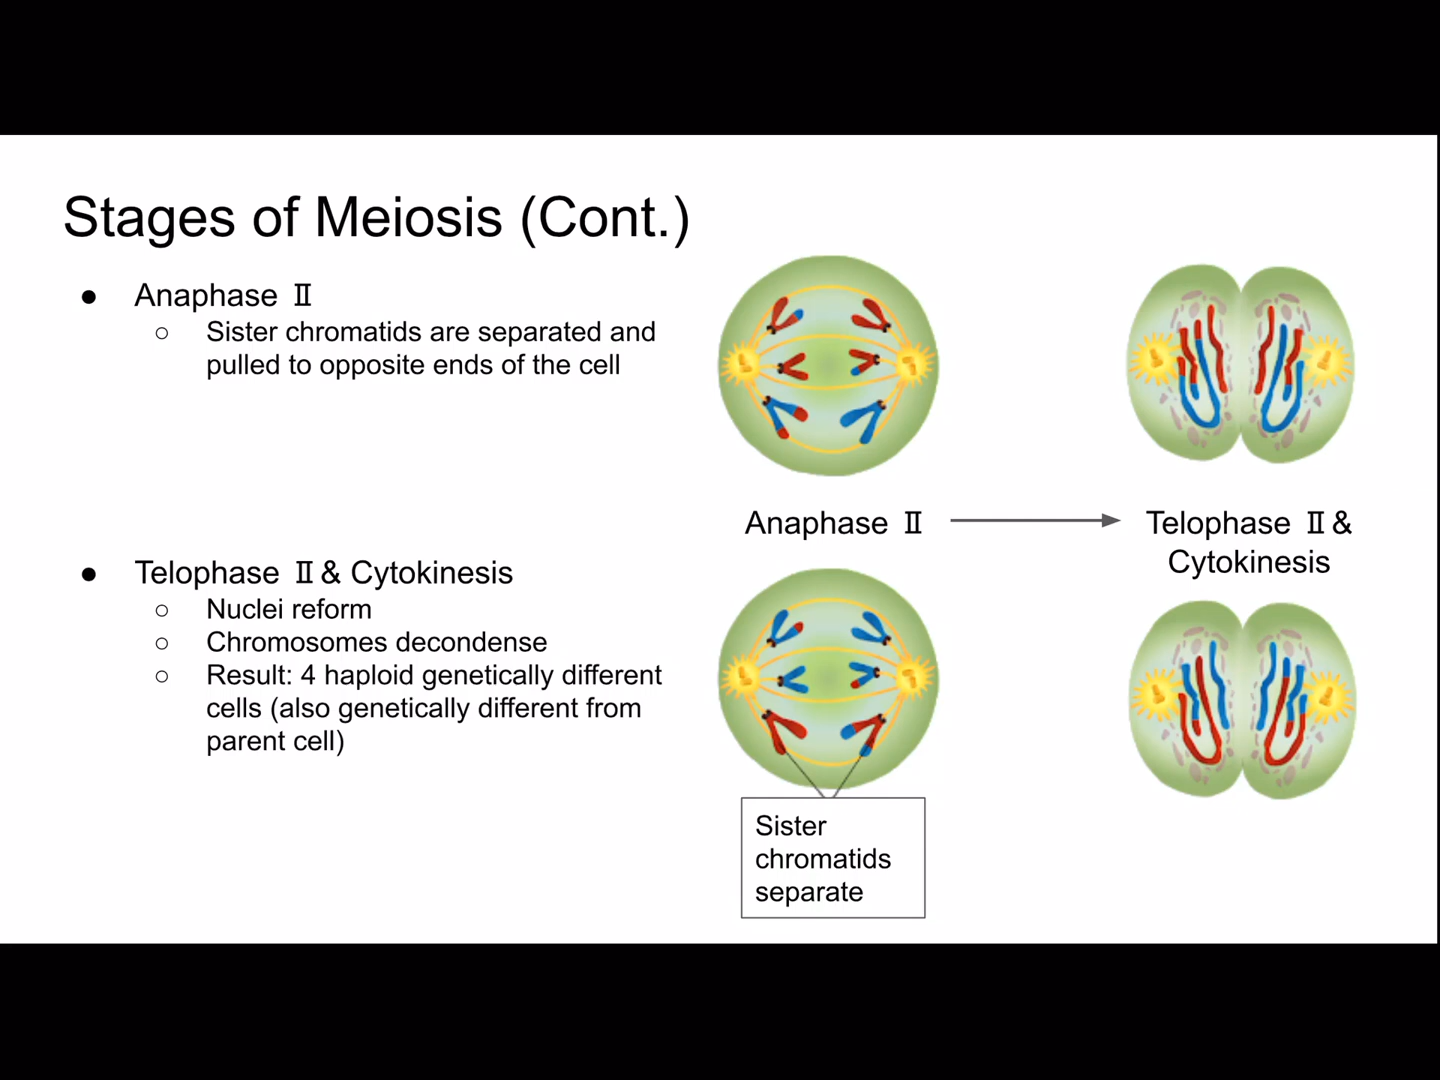 Stages of Meiosis (Cont.)
● Anaphase Ⅱ
○ Sister chromatids are separated and
pulled to opposite ends of the cell
● Telophase Ⅱ & Cytokinesis
○ Nuclei reform
○ Chromosomes decondense
○ Result: 4 haploid genetically different
cells (also genetically different from
parent cell)
Anaphase Ⅱ
Telophase Ⅱ &
Cytokinesis
Sister
chromatids
separate